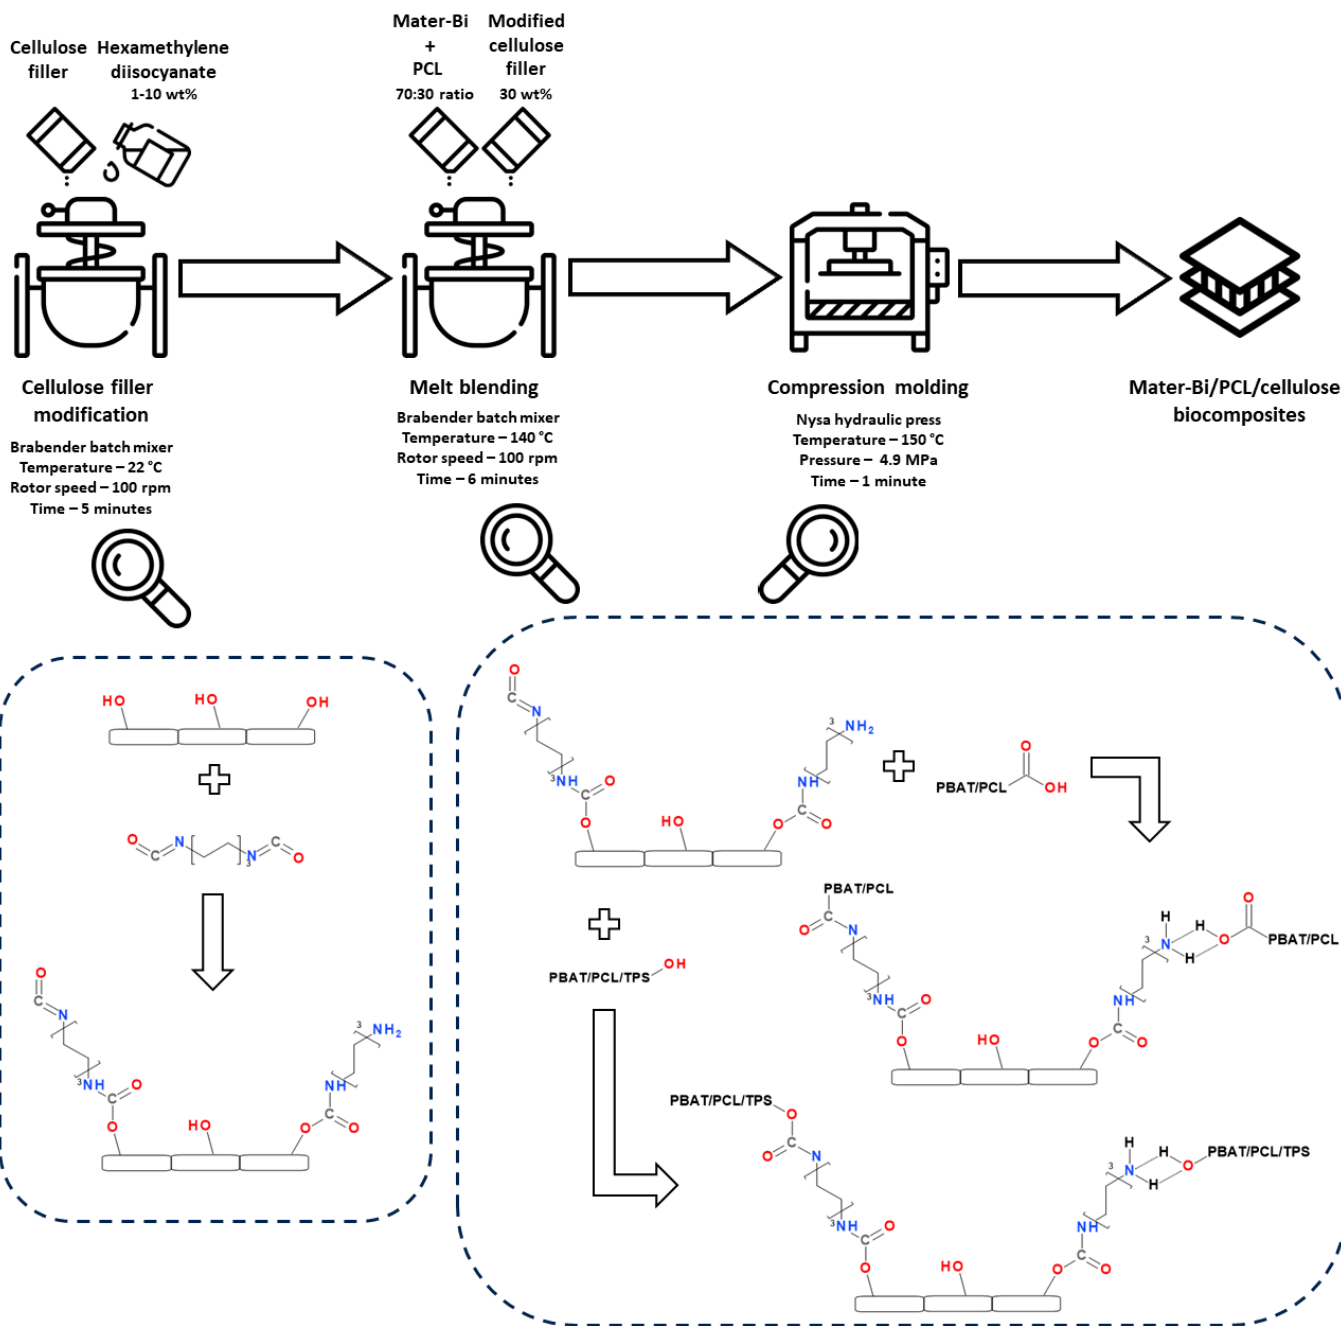 Cellulose
filler
Hexamethylene
diisocyanate
1-10 wt%
Mater-Bi
+
PCL
70:30 ratio
Modified
cellulose
filler
30 wt%
Cellulose filler
modification
Brabender batch mixer
Temperature – 22 °C
Rotor speed – 100 rpm
Time – 5 minutes
Melt blending
Brabender batch mixer
Temperature – 140 °C
Rotor speed – 100 rpm
Time – 6 minutes
Compression molding
Nysa hydraulic press
Temperature – 150 °C
Pressure – 4.9 MPa
Time – 1 minute
Mater-Bi/PCL/cellulose
biocomposites
HO HO OH
O C N 3 N C O
O
C
N
3 NH
C O
O
HO
3 NH2
NH
C
O O
O
C
N
3 NH
C O
O
HO
3 NH2
NH
C
O O
O
PBAT/PCL OH
PBAT/PCL/TPS OH
PBAT/PCL
O C N
3 NH
C O
O
HO
H
3 N H
H
O
O
C
PBAT/PCL
NH
C
O O
PBAT/PCL/TPS O
O C N
3 NH
C O
O
HO
H
3 N H
H
O PBAT/PCL/TPS
NH
C
O O